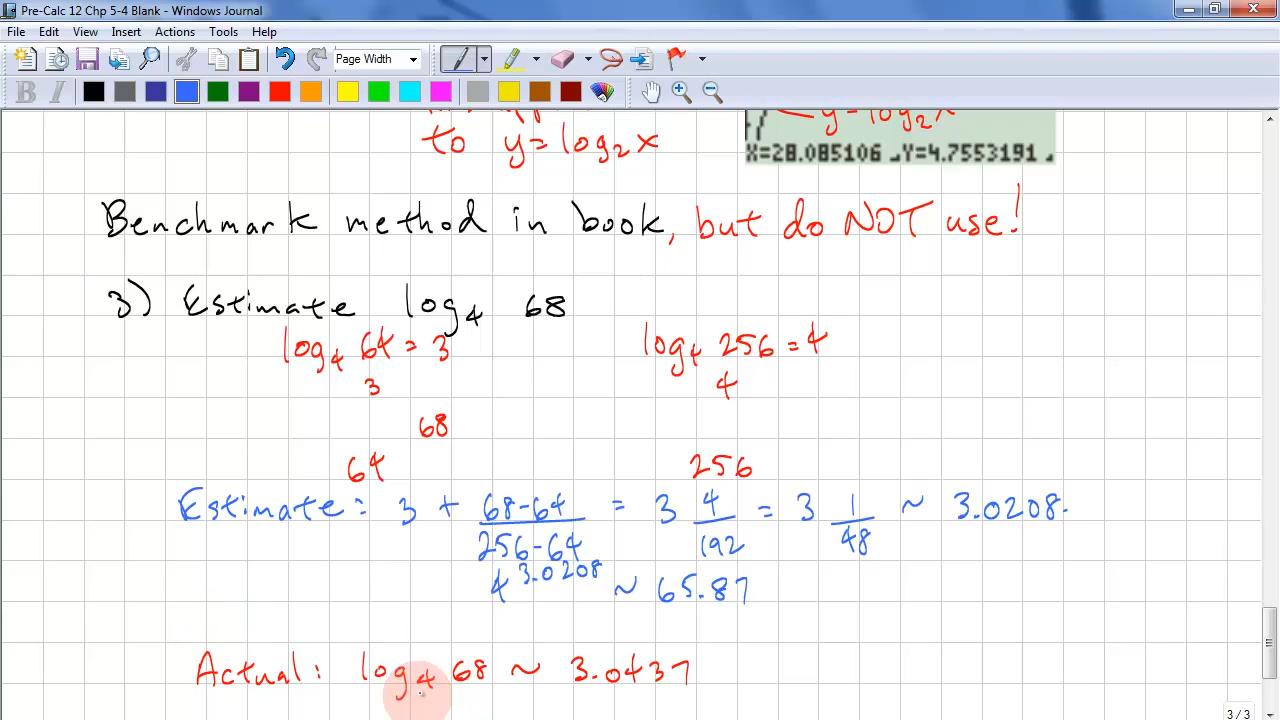 Pre-Calc 12 Chp 5-4 Blank - Windows Journal
File Edit View Insert Actions Tools Help
Page Width
B I
y=log₂x
to y=log₂x
X=28.085106 Y=4.7553191
Benchmark method in book, but do NOT use!
3) Estimate log₄ 68
log₄ 64 = 3 log₄ 256 = 4
3 4
68
64 256
Estimate: 3 + (68-64)/(256-64) = 3 4/192 = 3 1/48 ~ 3.0208.
4^3.0208 ~ 65.87
Actual: log₄ 68 ~ 3.0437
3/3